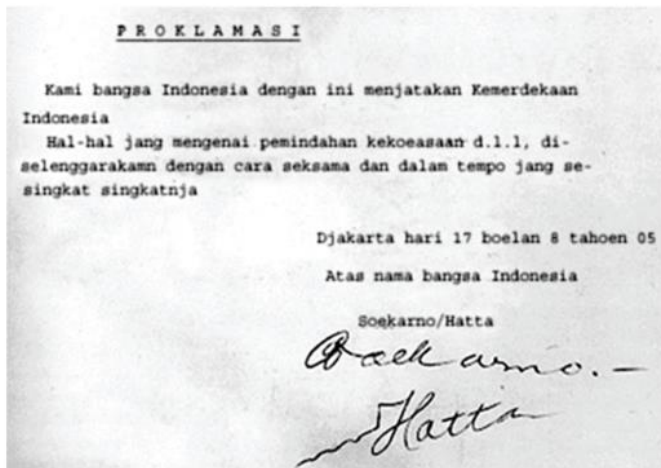 PROKLAMASI
Kami bangsa Indonesia dengan ini menjatakan Kemerdekaan
Indonesia
Hal-hal jang mengenai pemindahan kekoeasaan d.l.l, di-
selenggarakamn dengan cara seksama dan dalam tempo jang se-
singkat singkatnja
Djakarta hari 17 boelan 8 tahoen 05
Atas nama bangsa Indonesia
Soekarno/Hatta
Soekarno.—
Hatta